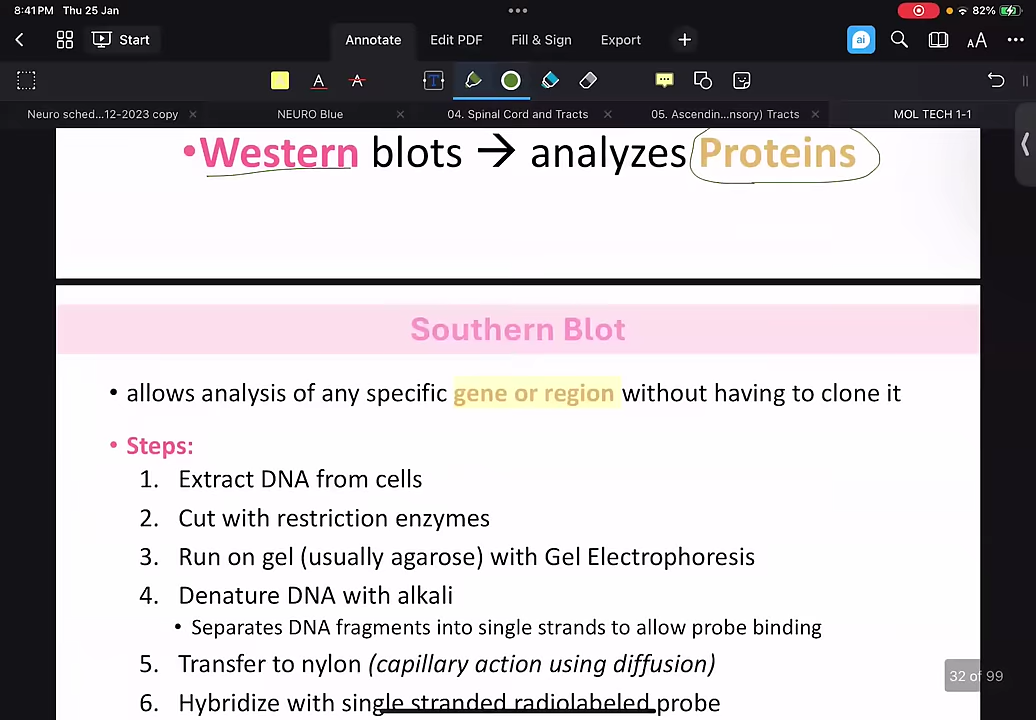 8:41 PM Thu 25 Jan
82%
Start
Annotate
Edit PDF
Fill & Sign
Export
ai
AA
T
A
A
Neuro sched...12-2023 copy
NEURO Blue
04. Spinal Cord and Tracts
05. Ascendin...nsory) Tracts
MOL TECH 1-1
•Western blots → analyzes Proteins
Southern Blot
• allows analysis of any specific gene or region without having to clone it
• Steps:
1. Extract DNA from cells
2. Cut with restriction enzymes
3. Run on gel (usually agarose) with Gel Electrophoresis
4. Denature DNA with alkali
• Separates DNA fragments into single strands to allow probe binding
5. Transfer to nylon (capillary action using diffusion)
6. Hybridize with single stranded radiolabeled probe
32 of 99